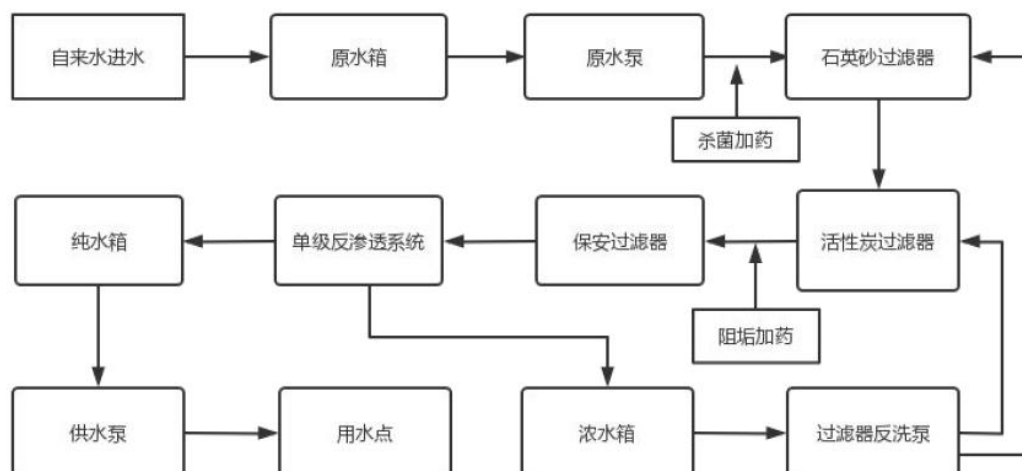 自来水进水
原水箱
原水泵
石英砂过滤器
杀菌加药
纯水箱
单级反渗透系统
保安过滤器
活性炭过滤器
阻垢加药
供水泵
用水点
浓水箱
过滤器反洗泵